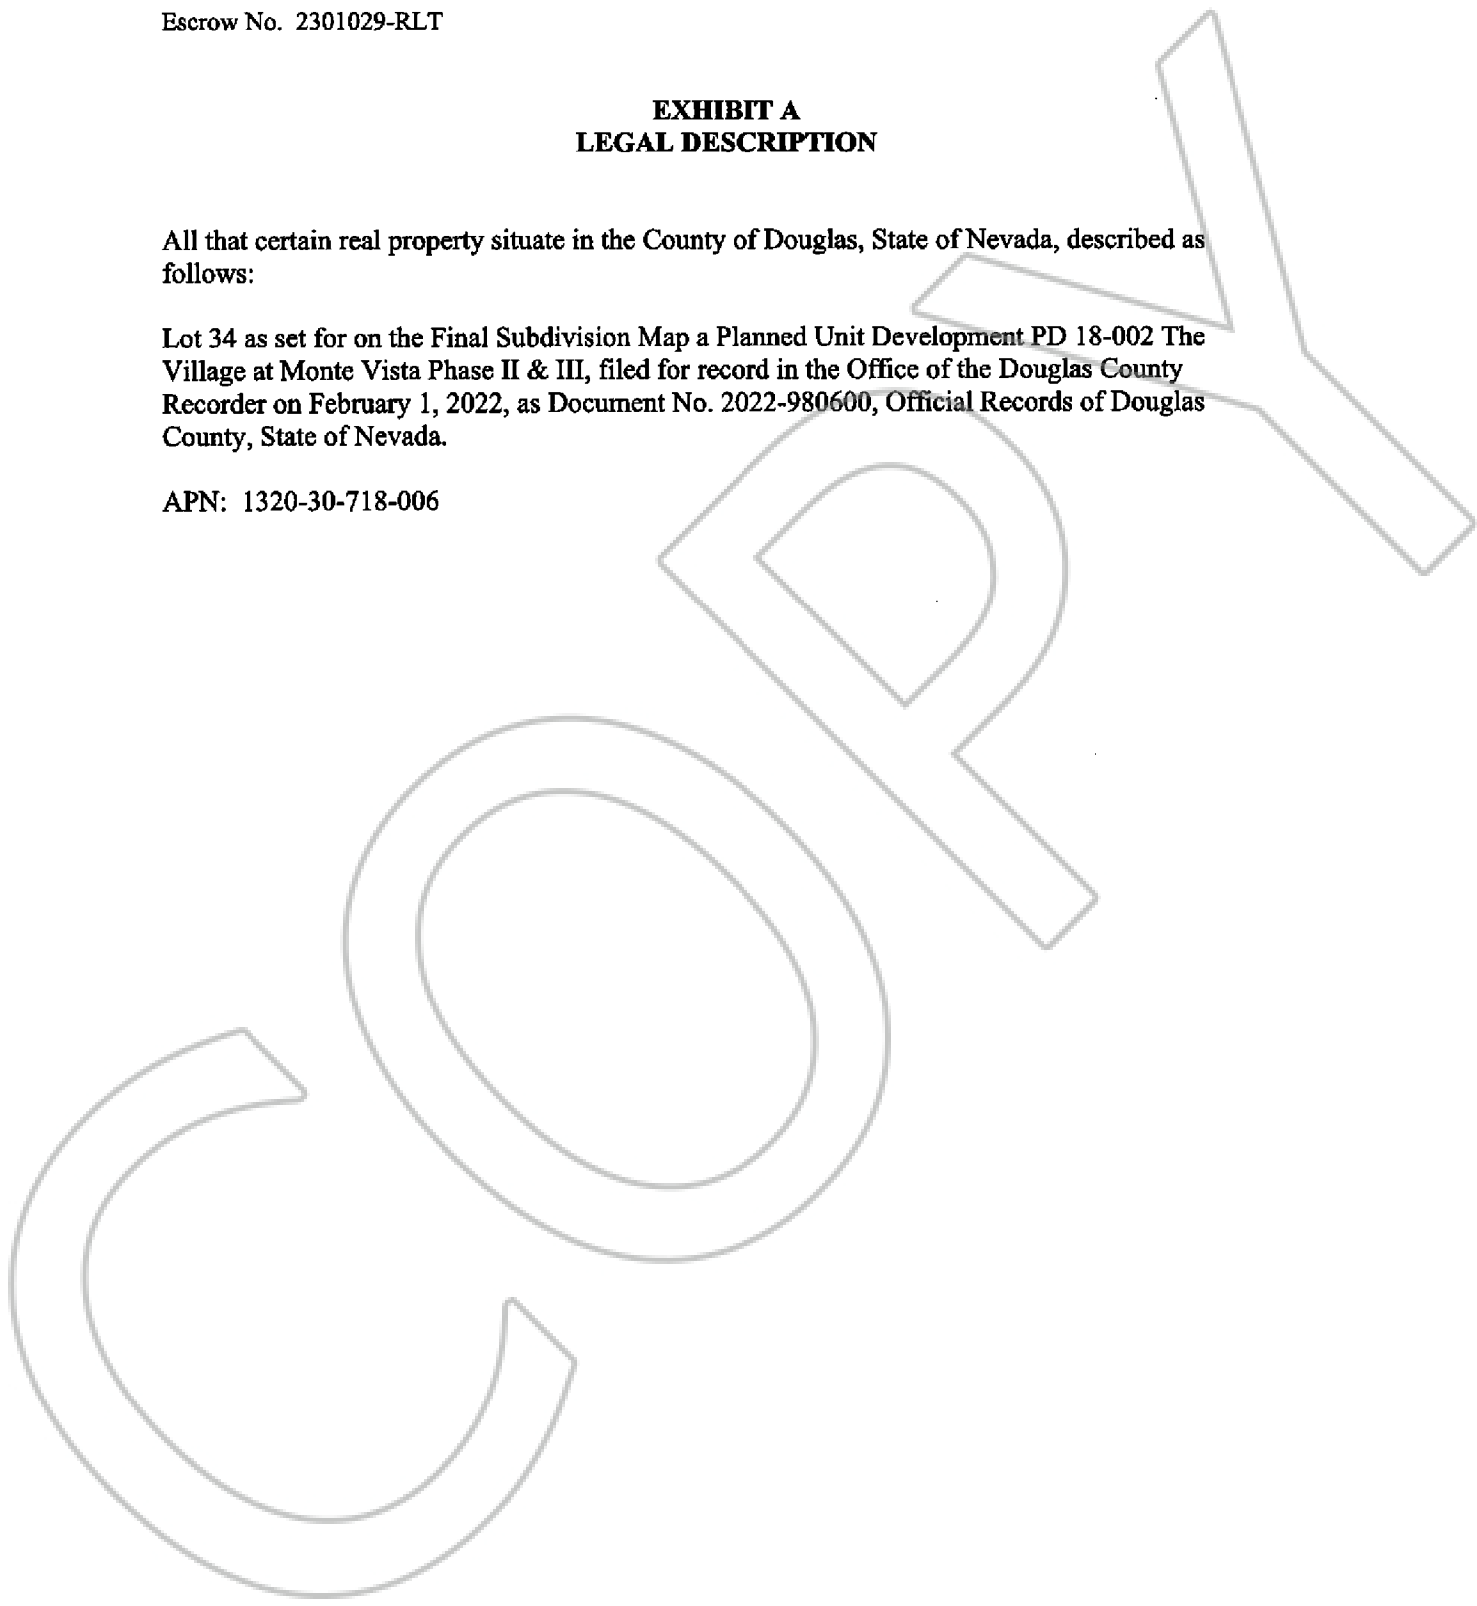 Escrow No. 2301029-RLT
EXHIBIT A
LEGAL DESCRIPTION
All that certain real property situate in the County of Douglas, State of Nevada, described as
follows:
Lot 34 as set for on the Final Subdivision Map a Planned Unit Development PD 18-002 The
Village at Monte Vista Phase II & III, filed for record in the Office of the Douglas County
Recorder on February 1, 2022, as Document No. 2022-980600, Official Records of Douglas
County, State of Nevada.
APN: 1320-30-718-006
COPY